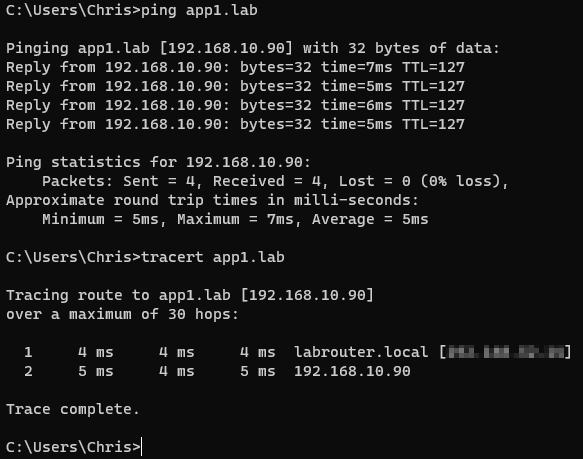 C:\Users\Chris>ping app1.lab
Pinging app1.lab [192.168.10.90] with 32 bytes of data:
Reply from 192.168.10.90: bytes=32 time=7ms TTL=127
Reply from 192.168.10.90: bytes=32 time=5ms TTL=127
Reply from 192.168.10.90: bytes=32 time=6ms TTL=127
Reply from 192.168.10.90: bytes=32 time=5ms TTL=127
Ping statistics for 192.168.10.90:
    Packets: Sent = 4, Received = 4, Lost = 0 (0% loss),
Approximate round trip times in milli-seconds:
    Minimum = 5ms, Maximum = 7ms, Average = 5ms
C:\Users\Chris>tracert app1.lab
Tracing route to app1.lab [192.168.10.90]
over a maximum of 30 hops:
  1     4 ms     4 ms     4 ms  labrouter.local []
  2     5 ms     4 ms     5 ms  192.168.10.90
Trace complete.
C:\Users\Chris>